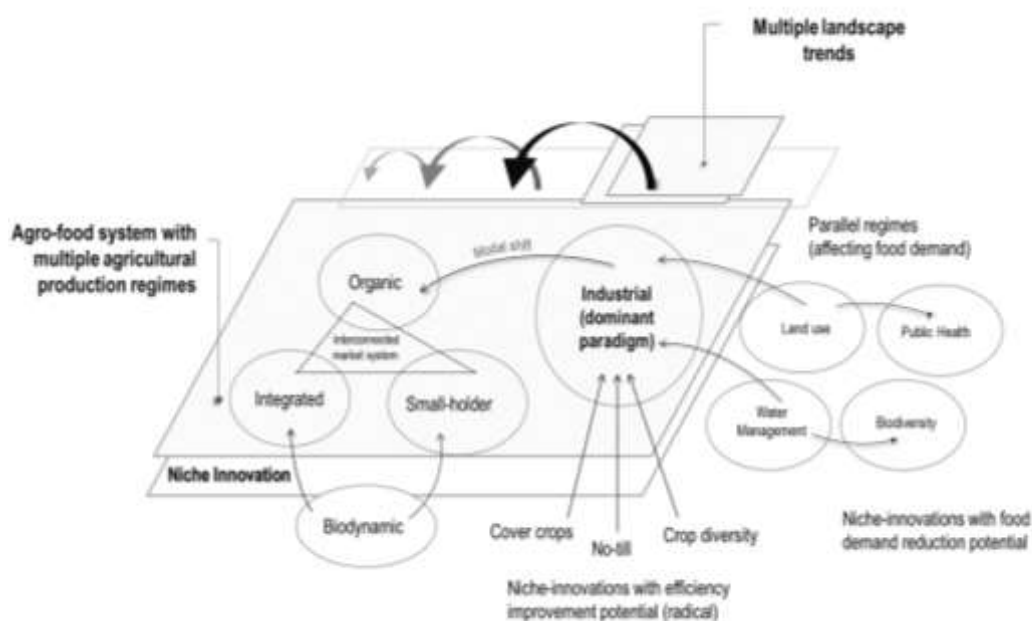 Multiple landscape
trends
Agro-food system with
multiple agricultural
production regimes
Parallel regimes
(affecting food demand)
Modal shift
Organic
Industrial
(dominant
paradigm)
Interconnected
market system
Land use
Public Health
Integrated
Small-holder
Water
Management
Biodiversity
Niche Innovation
Biodynamic
Cover crops
No-till
Crop diversity
Niche-innovations with food
demand reduction potential
Niche-innovations with efficiency
improvement potential (radical)